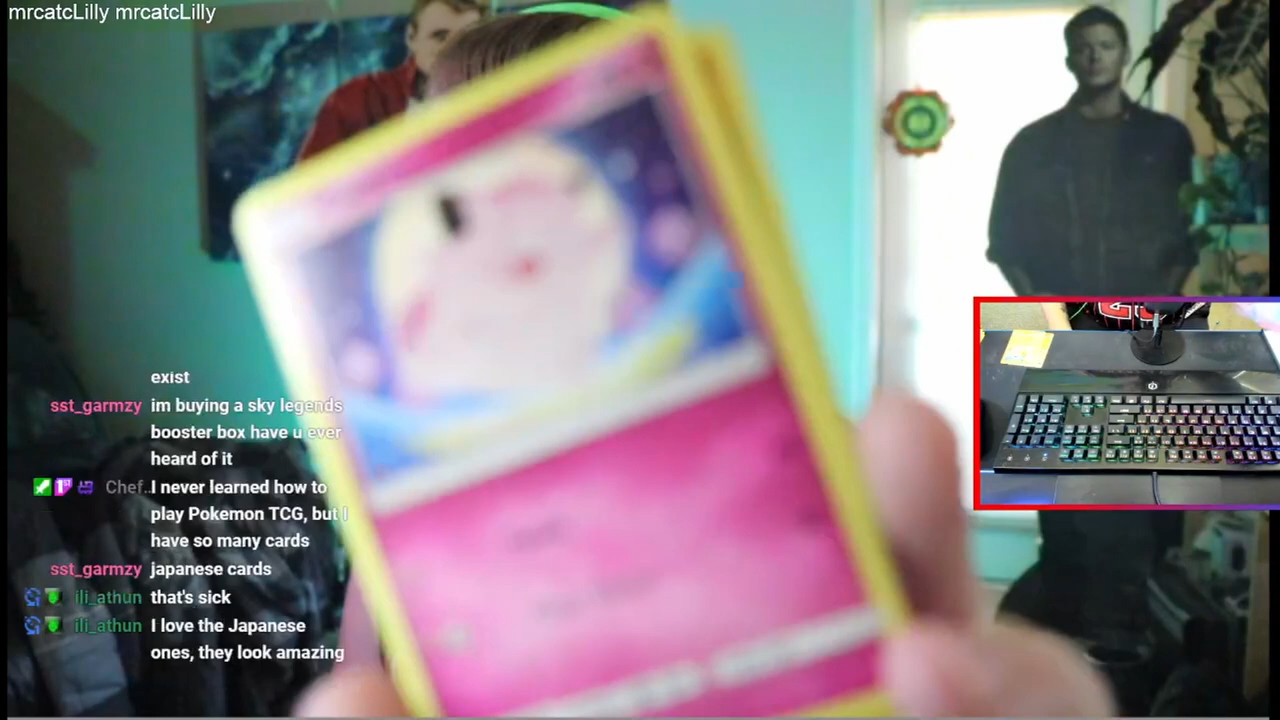 mrcatcLilly mrcatcLilly
exist
sst_garmzy im buying a sky legends
booster box have u ever
heard of it
Chef.. I never learned how to
play Pokemon TCG, but I
have so many cards
sst_garmzy japanese cards
ili_athun that's sick
ili_athun I love the Japanese
ones, they look amazing